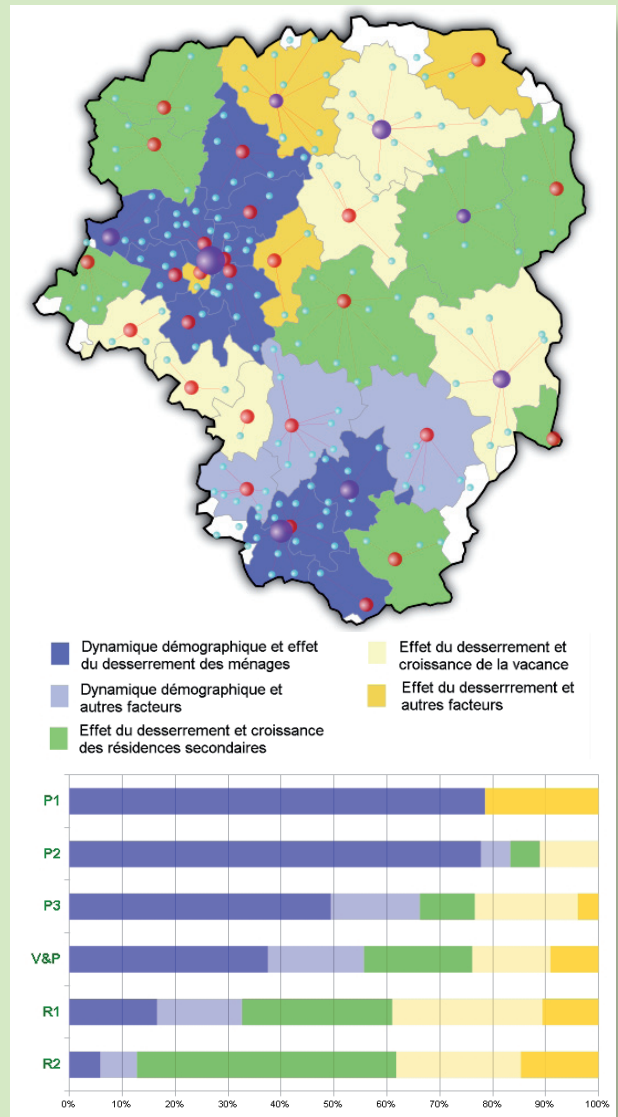 Dynamique démographique et effet
du desserrement des ménages
Dynamique démographique et
autres facteurs
Effet du desserrement et croissance
des résidences secondaires
Effet du desserrement et
croissance de la vacance
Effet du desserrrement et
autres facteurs
P1
P2
P3
V&P
R1
R2
0% 10% 20% 30% 40% 50% 60% 70% 80% 90% 100%